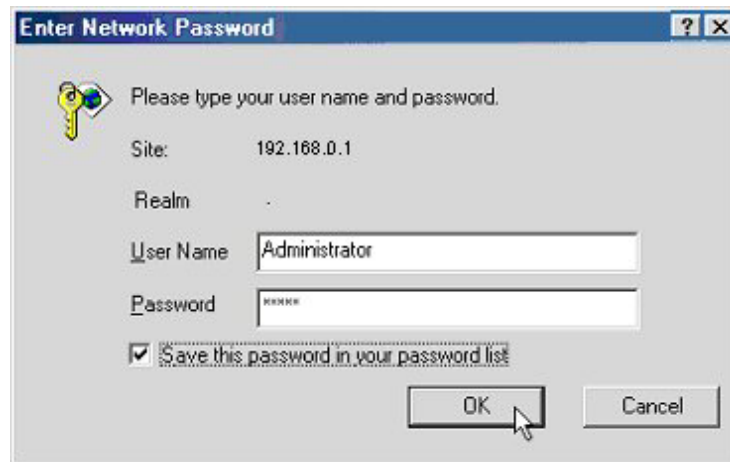 Enter Network Password
Please type your user name and password.
Site: 192.168.0.1
Realm .
User Name Administrator
Password *****
Save this password in your password list
OK Cancel